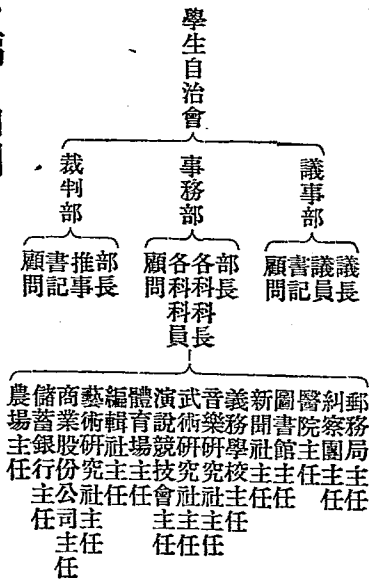 學生自治會
議事部
事務部
裁判部
議長
議員
書記
顧問
部長
各科科長
各科科員
顧問
部長
推事
書記
顧問
郵務局主任
糾察團主任
醫院主任
圖書館主任
新聞社主任
義務學校主任
音樂研究社主任
武術研究社主任
演說競技會主任
體育場主任
編輯社主任
藝術研究社主任
商業股份公司主任
儲蓄銀行主任
農場主任